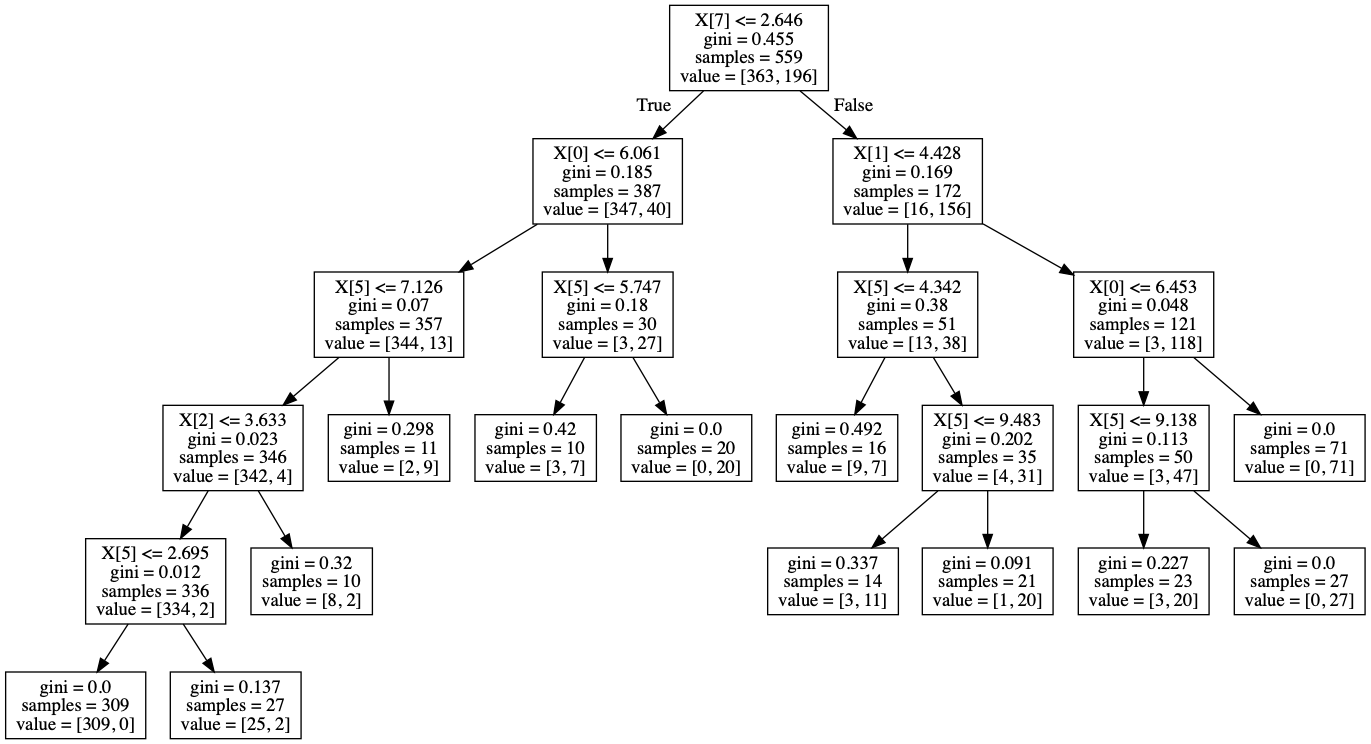 X[7] <= 2.646
gini = 0.455
samples = 559
value = [363, 196]
True
False
X[0] <= 6.061
gini = 0.185
samples = 387
value = [347, 40]
X[1] <= 4.428
gini = 0.169
samples = 172
value = [16, 156]
X[5] <= 7.126
gini = 0.07
samples = 357
value = [344, 13]
X[5] <= 5.747
gini = 0.18
samples = 30
value = [3, 27]
X[5] <= 4.342
gini = 0.38
samples = 51
value = [13, 38]
X[0] <= 6.453
gini = 0.048
samples = 121
value = [3, 118]
X[2] <= 3.633
gini = 0.023
samples = 346
value = [342, 4]
gini = 0.298
samples = 11
value = [2, 9]
gini = 0.42
samples = 10
value = [3, 7]
gini = 0.0
samples = 20
value = [0, 20]
gini = 0.492
samples = 16
value = [9, 7]
X[5] <= 9.483
gini = 0.202
samples = 35
value = [4, 31]
X[5] <= 9.138
gini = 0.113
samples = 50
value = [3, 47]
gini = 0.0
samples = 71
value = [0, 71]
X[5] <= 2.695
gini = 0.012
samples = 336
value = [334, 2]
gini = 0.32
samples = 10
value = [8, 2]
gini = 0.337
samples = 14
value = [3, 11]
gini = 0.091
samples = 21
value = [1, 20]
gini = 0.227
samples = 23
value = [3, 20]
gini = 0.0
samples = 27
value = [0, 27]
gini = 0.0
samples = 309
value = [309, 0]
gini = 0.137
samples = 27
value = [25, 2]